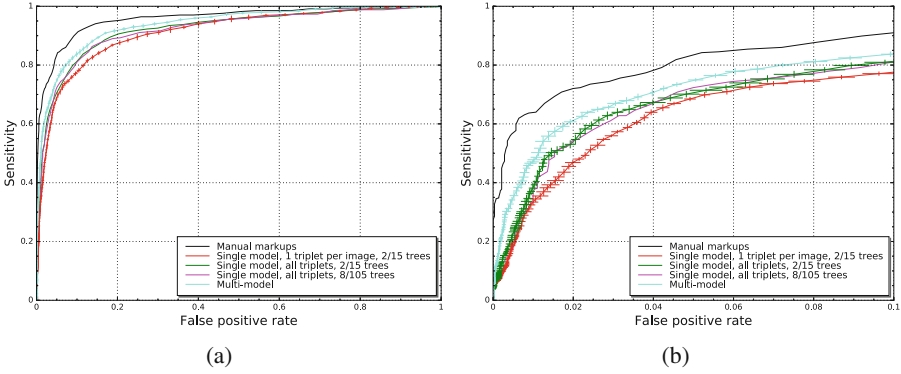 1
0.8
0.6
0.4
0.2
0
0
0.2
0.4
0.6
0.8
1
Sensitivity
False positive rate
Manual markups
Single model, 1 triplet per image, 2/15 trees
Single model, all triplets, 2/15 trees
Single model, all triplets, 8/105 trees
Multi-model
(a)
1
0.8
0.6
0.4
0.2
0
0
0.02
0.04
0.06
0.08
0.1
Sensitivity
False positive rate
Manual markups
Single model, 1 triplet per image, 2/15 trees
Single model, all triplets, 2/15 trees
Single model, all triplets, 8/105 trees
Multi-model
(b)